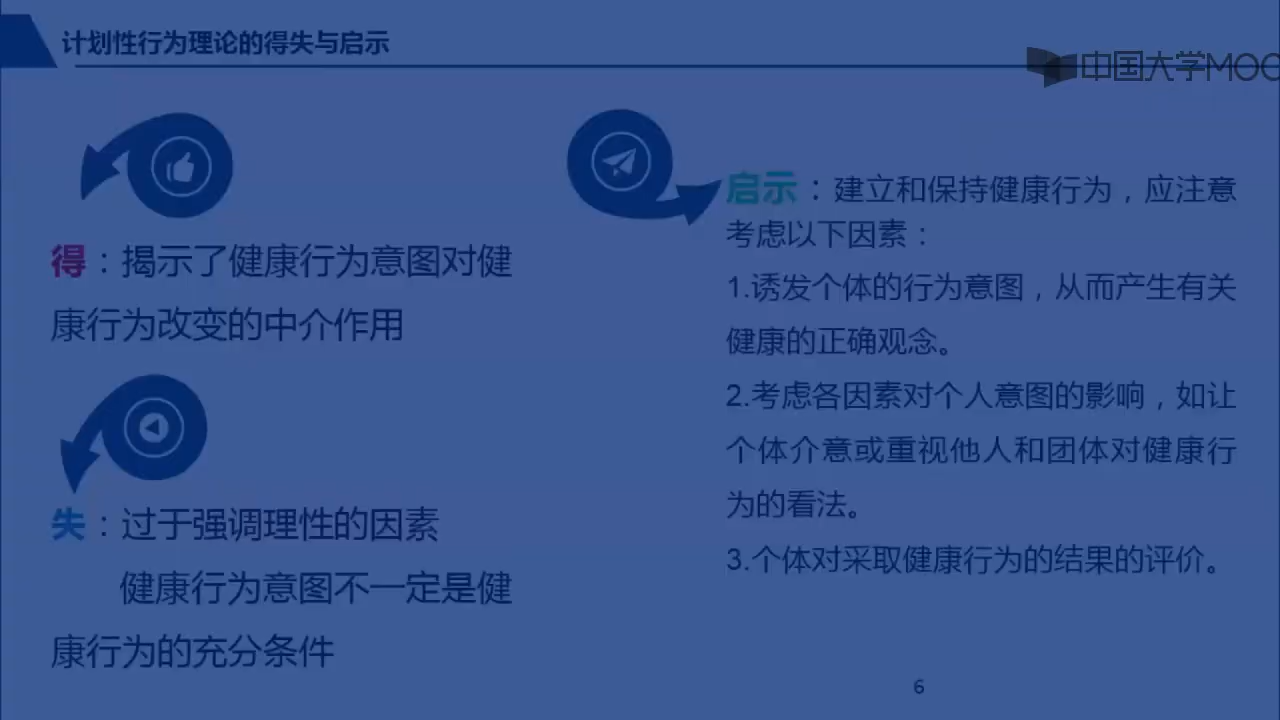 计划性行为理论的得失与启示
中国大学MOO
得：揭示了健康行为意图对健
康行为改变的中介作用
失：过于强调理性的因素
健康行为意图不一定是健
康行为的充分条件
启示：建立和保持健康行为，应注意
考虑以下因素：
1.诱发个体的行为意图，从而产生有关
健康的正确观念。
2.考虑各因素对个人意图的影响，如让
个体介意或重视他人和团体对健康行
为的看法。
3.个体对采取健康行为的结果的评价。
6